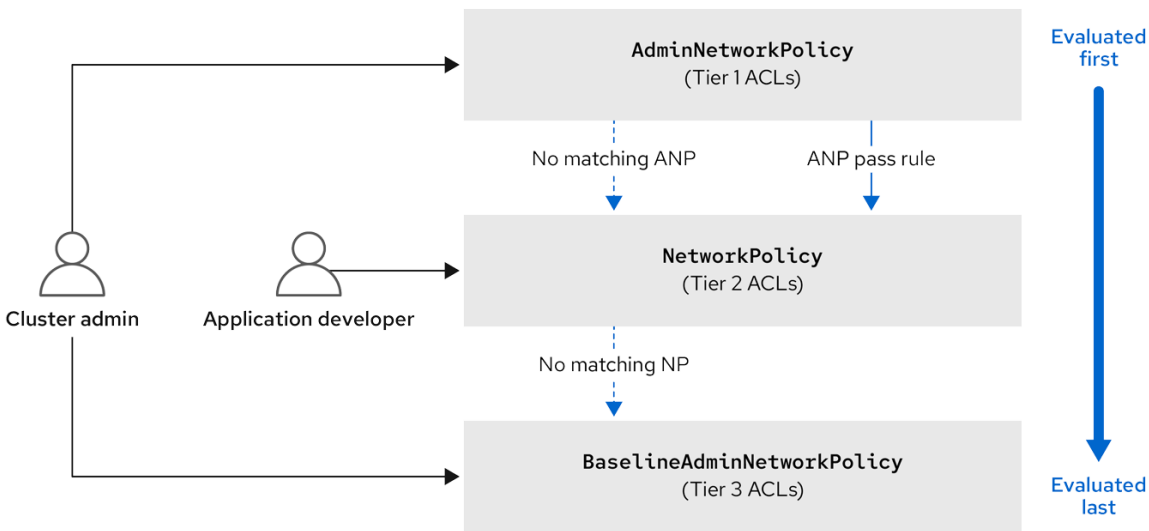 AdminNetworkPolicy
(Tier 1 ACLs)
Evaluated
first
No matching ANP
ANP pass rule
NetworkPolicy
(Tier 2 ACLs)
Cluster admin
Application developer
No matching NP
BaselineAdminNetworkPolicy
(Tier 3 ACLs)
Evaluated
last